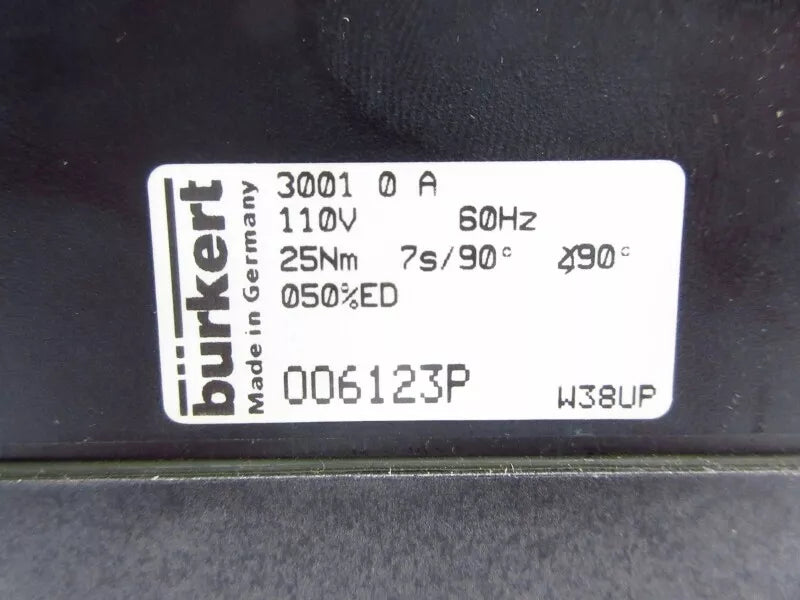 bürkert
Made in Germany
3001 0 A
110V 60Hz
25Nm 7s/90° ∡90°
050%ED
006123P
W38UP